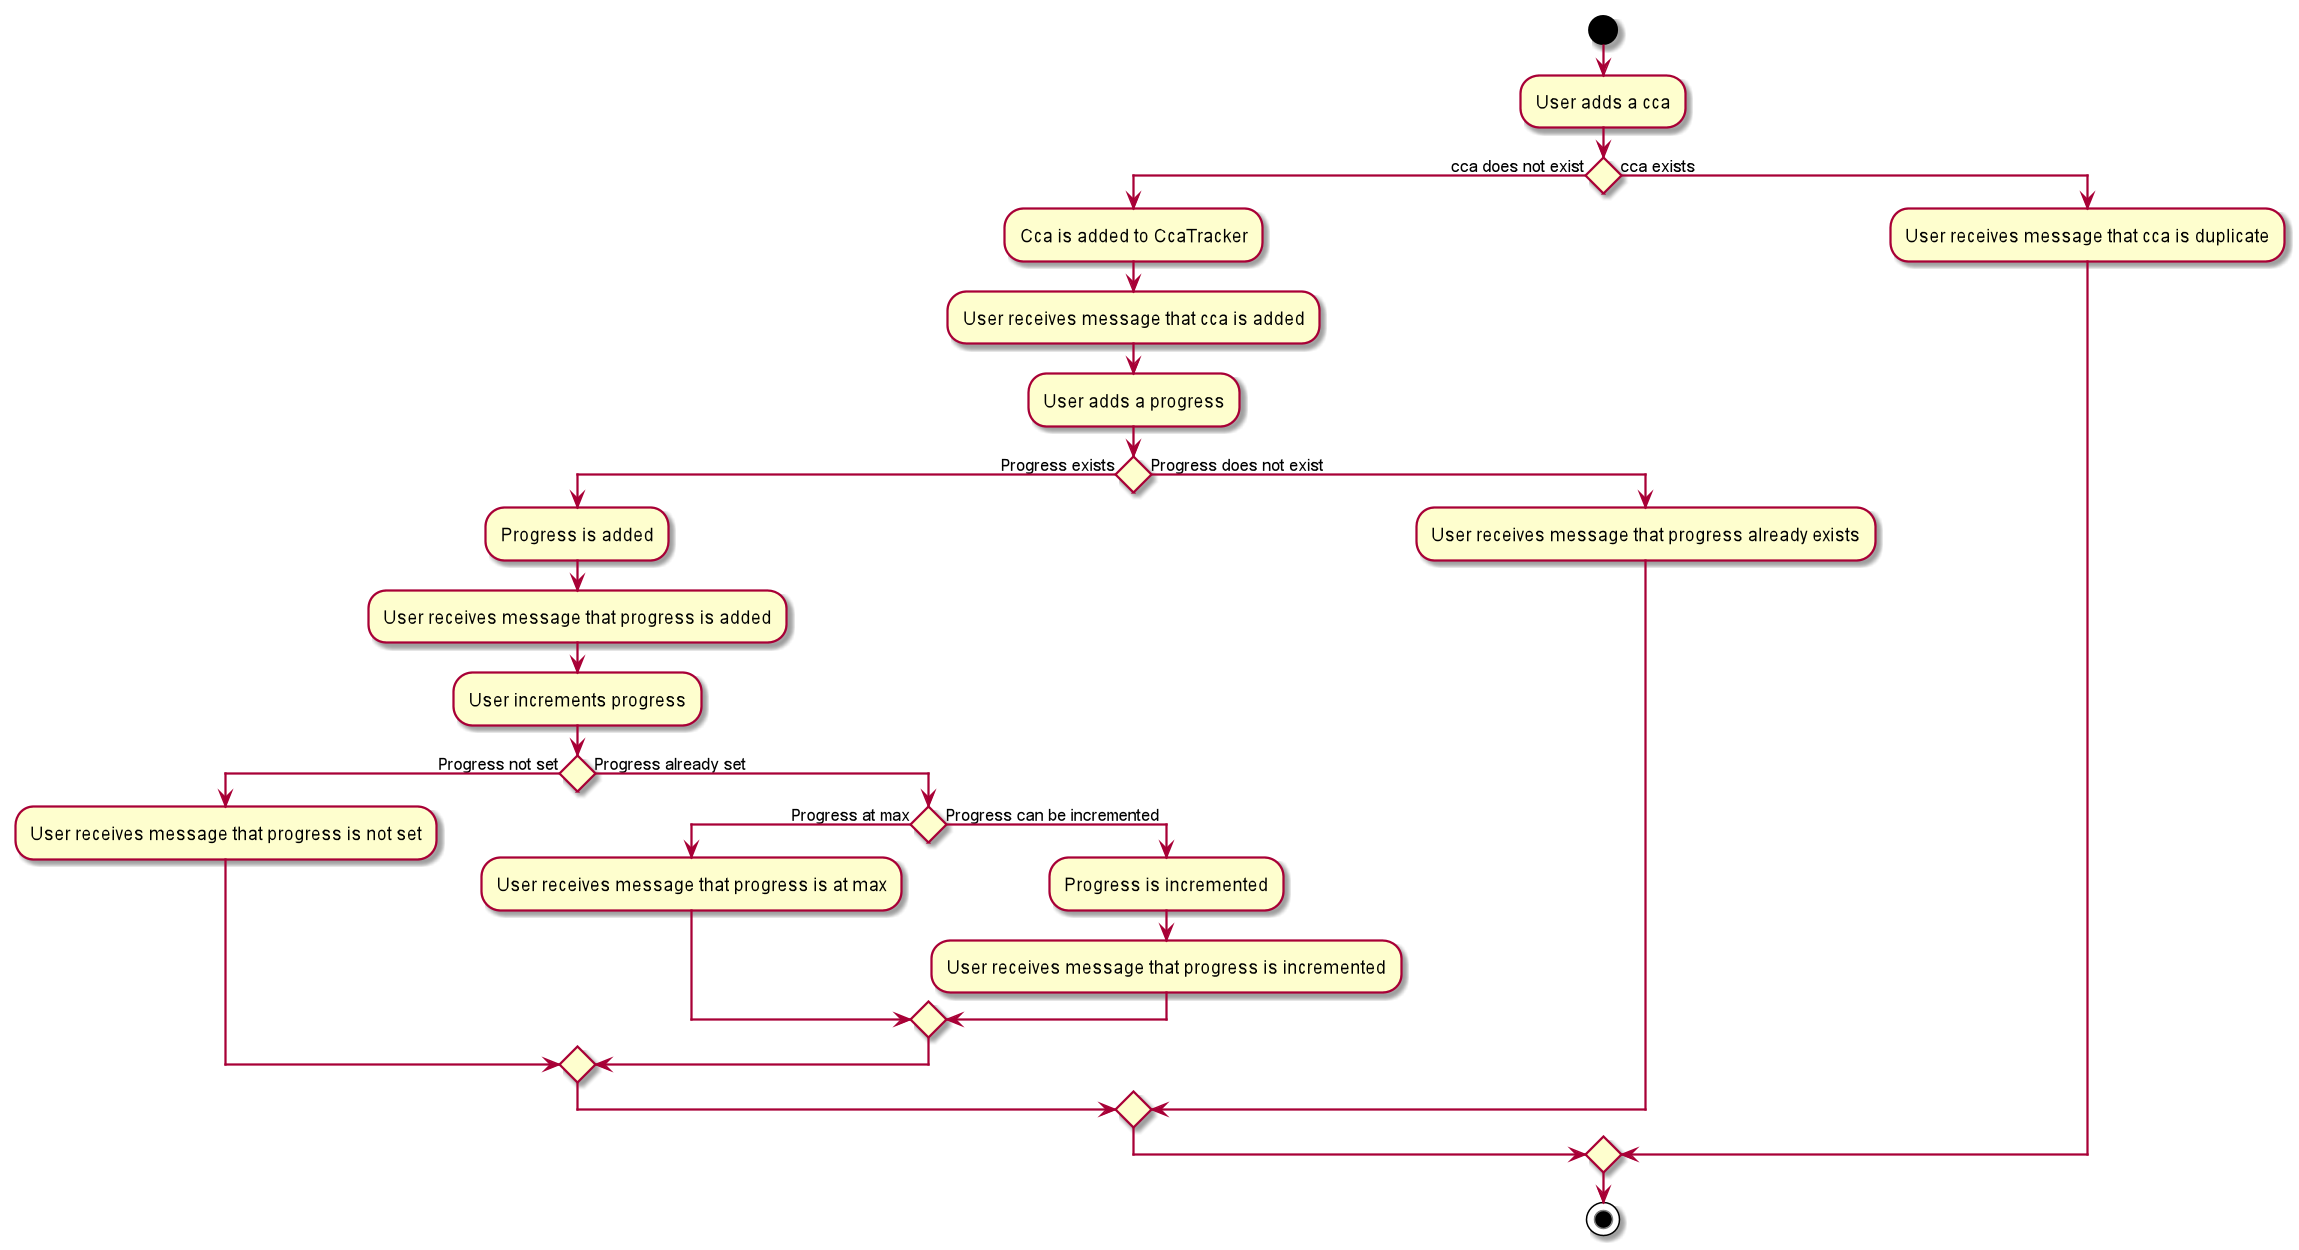 User adds a cca
cca does not exist
cca exists
Cca is added to CcaTracker
User receives message that cca is duplicate
User receives message that cca is added
User adds a progress
Progress exists
Progress does not exist
Progress is added
User receives message that progress already exists
User receives message that progress is added
User increments progress
Progress not set
Progress already set
User receives message that progress is not set
Progress at max
Progress can be incremented
User receives message that progress is at max
Progress is incremented
User receives message that progress is incremented